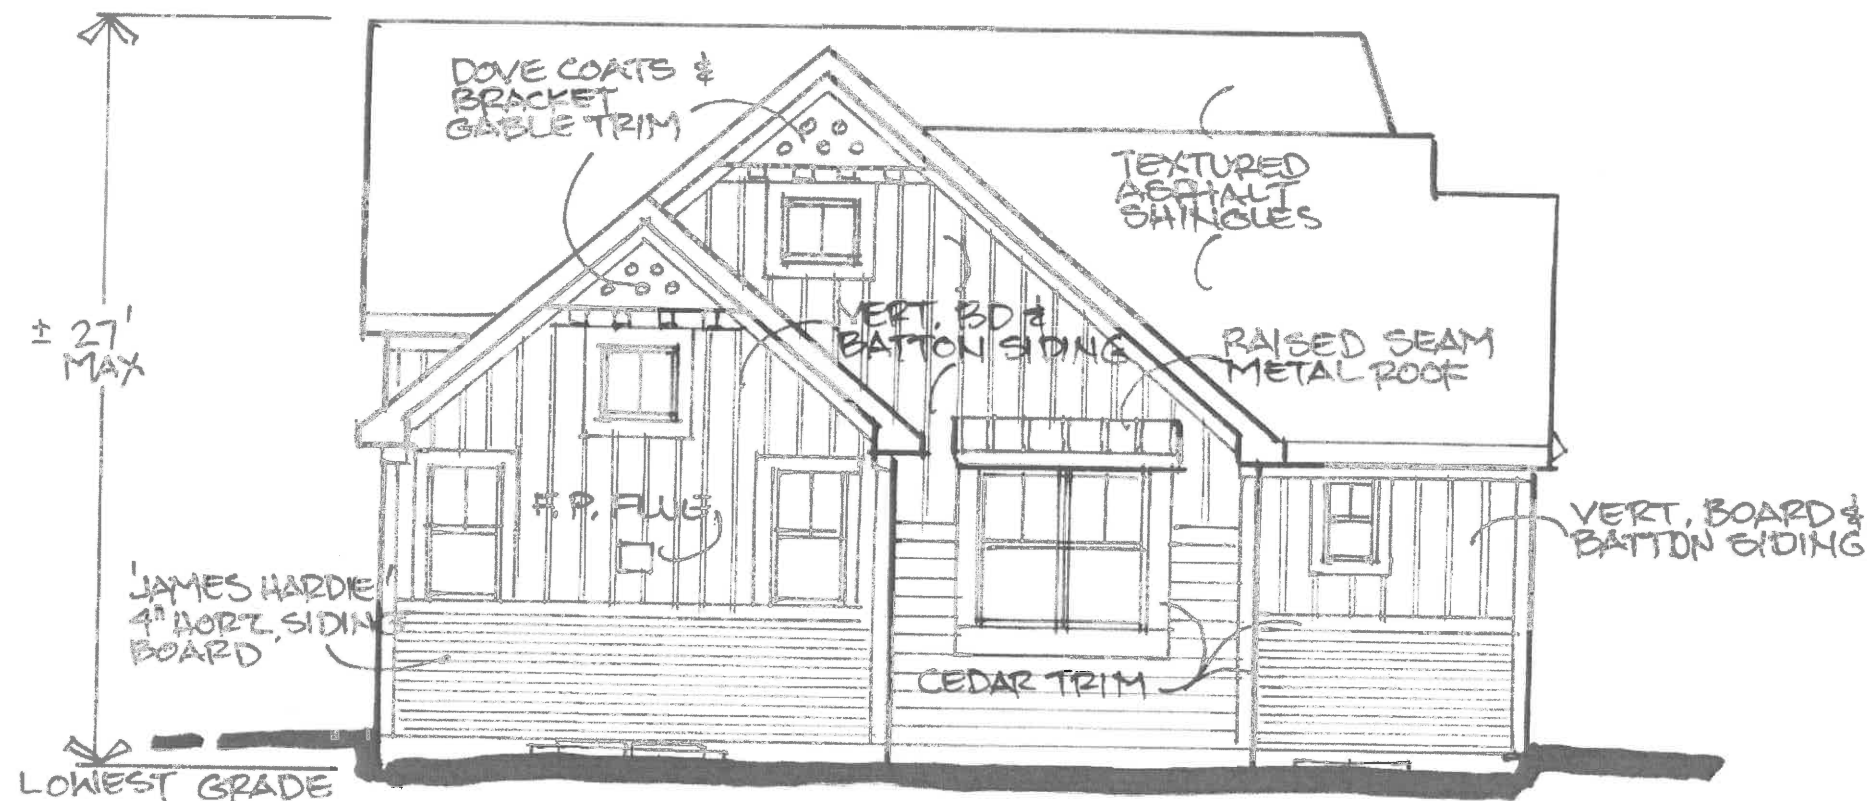 DOVE COATS &
BRACKET
GABLE TRIM
TEXTURED
ASPHALT
SHINGLES
± 27'
MAX
VERT. BD &
BATTON SIDING
RAISED SEAM
METAL ROOF
F.P. FLUE,
VERT. BOARD &
BATTON SIDING
'JAMES HARDIE'
4" HORZ. SIDING
BOARD
CEDAR TRIM
LOWEST GRADE